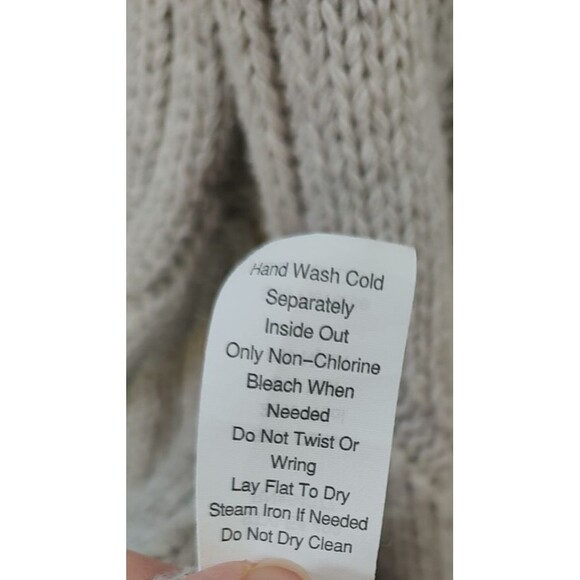 Hand Wash Cold
Separately
Inside Out
Only Non-Chlorine
Bleach When
Needed
Do Not Twist Or
Wring
Lay Flat To Dry
Steam Iron If Needed
Do Not Dry Clean